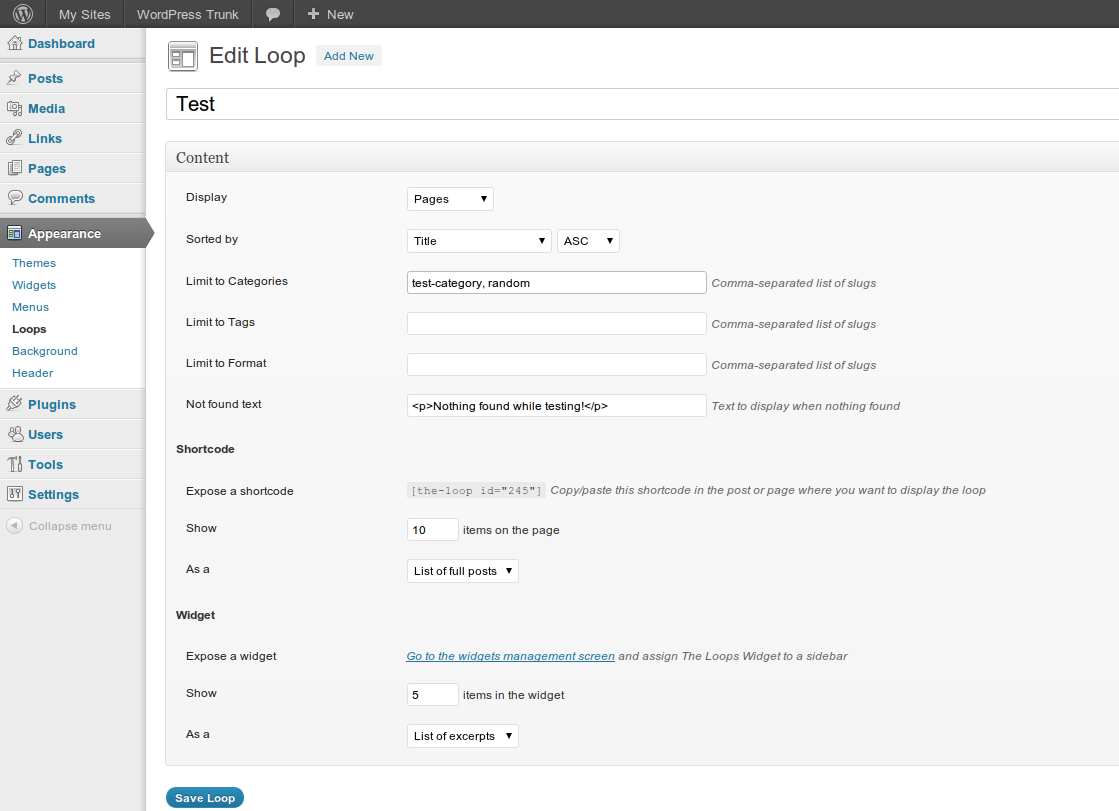 My Sites WordPress Trunk New
Dashboard
Posts
Media
Links
Pages
Comments
Appearance
Themes
Widgets
Menus
Loops
Background
Header
Plugins
Users
Tools
Settings
Collapse menu
Edit Loop Add New
Test
Content
Display Pages
Sorted by Title ASC
Limit to Categories test-category, random Comma-separated list of slugs
Limit to Tags Comma-separated list of slugs
Limit to Format Comma-separated list of slugs
Not found text <p>Nothing found while testing!</p> Text to display when nothing found
Shortcode
Expose a shortcode [the-loop id="245"] Copy/paste this shortcode in the post or page where you want to display the loop
Show 10 items on the page
As a List of full posts
Widget
Expose a widget Go to the widgets management screen and assign The Loops Widget to a sidebar
Show 5 items in the widget
As a List of excerpts
Save Loop